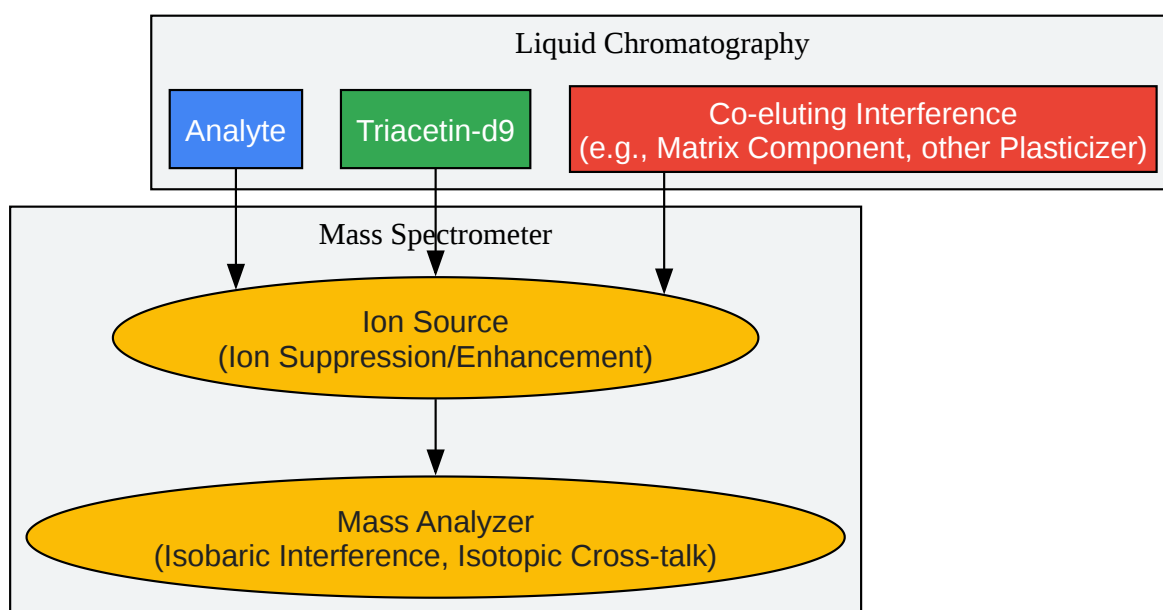 Liquid Chromatography
Analyte
Triacetin-d9
Co-eluting Interference
(e.g., Matrix Component, other Plasticizer)
Mass Spectrometer
Ion Source
(Ion Suppression/Enhancement)
Mass Analyzer
(Isobaric Interference, Isotopic Cross-talk)